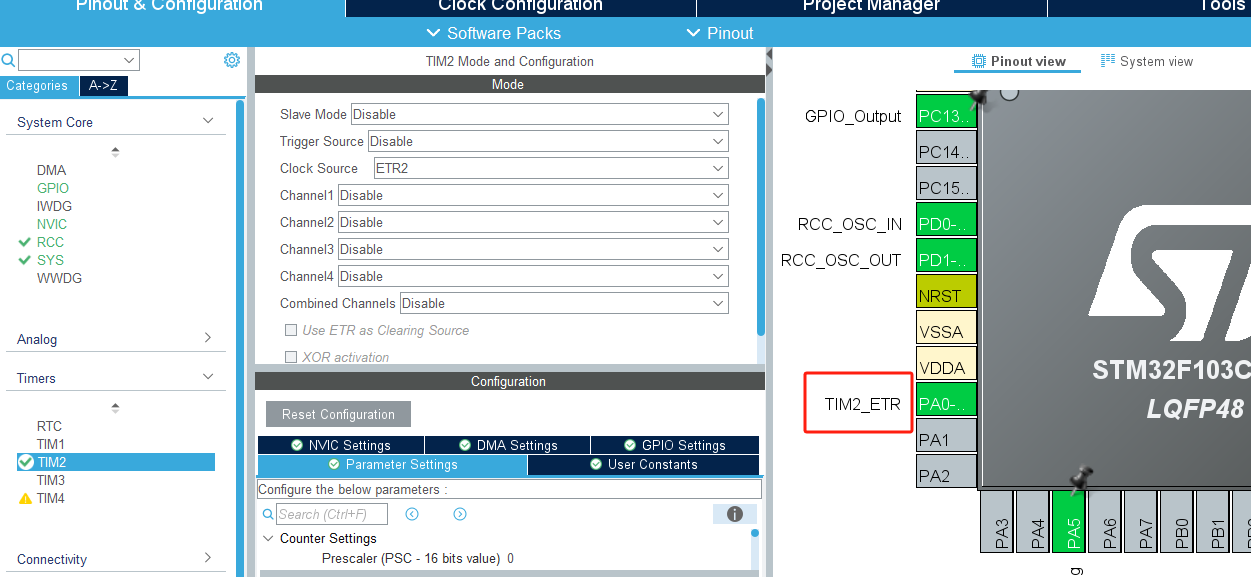 Pinout & Configuration
Clock Configuration
Project Manager
Tools
Software Packs
Pinout
Categories
A->Z
System Core
DMA
GPIO
IWDG
NVIC
RCC
SYS
WWDG
Analog
Timers
RTC
TIM1
TIM2
TIM3
TIM4
Connectivity
TIM2 Mode and Configuration
Mode
Slave Mode Disable
Trigger Source Disable
Clock Source ETR2
Channel1 Disable
Channel2 Disable
Channel3 Disable
Channel4 Disable
Combined Channels Disable
Use ETR as Clearing Source
XOR activation
Configuration
Reset Configuration
NVIC Settings
DMA Settings
GPIO Settings
Parameter Settings
User Constants
Configure the below parameters :
Search (Ctrl+F)
Counter Settings
Prescaler (PSC - 16 bits value) 0
Pinout view
System view
GPIO_Output
PC13..
PC14..
PC15..
RCC_OSC_IN
PD0-..
RCC_OSC_OUT
PD1-..
NRST
VSSA
VDDA
TIM2_ETR
PA0-..
PA1
PA2
STM32F103C
LQFP48
PA3
PA4
PA5
PA6
PA7
PB0
PB1